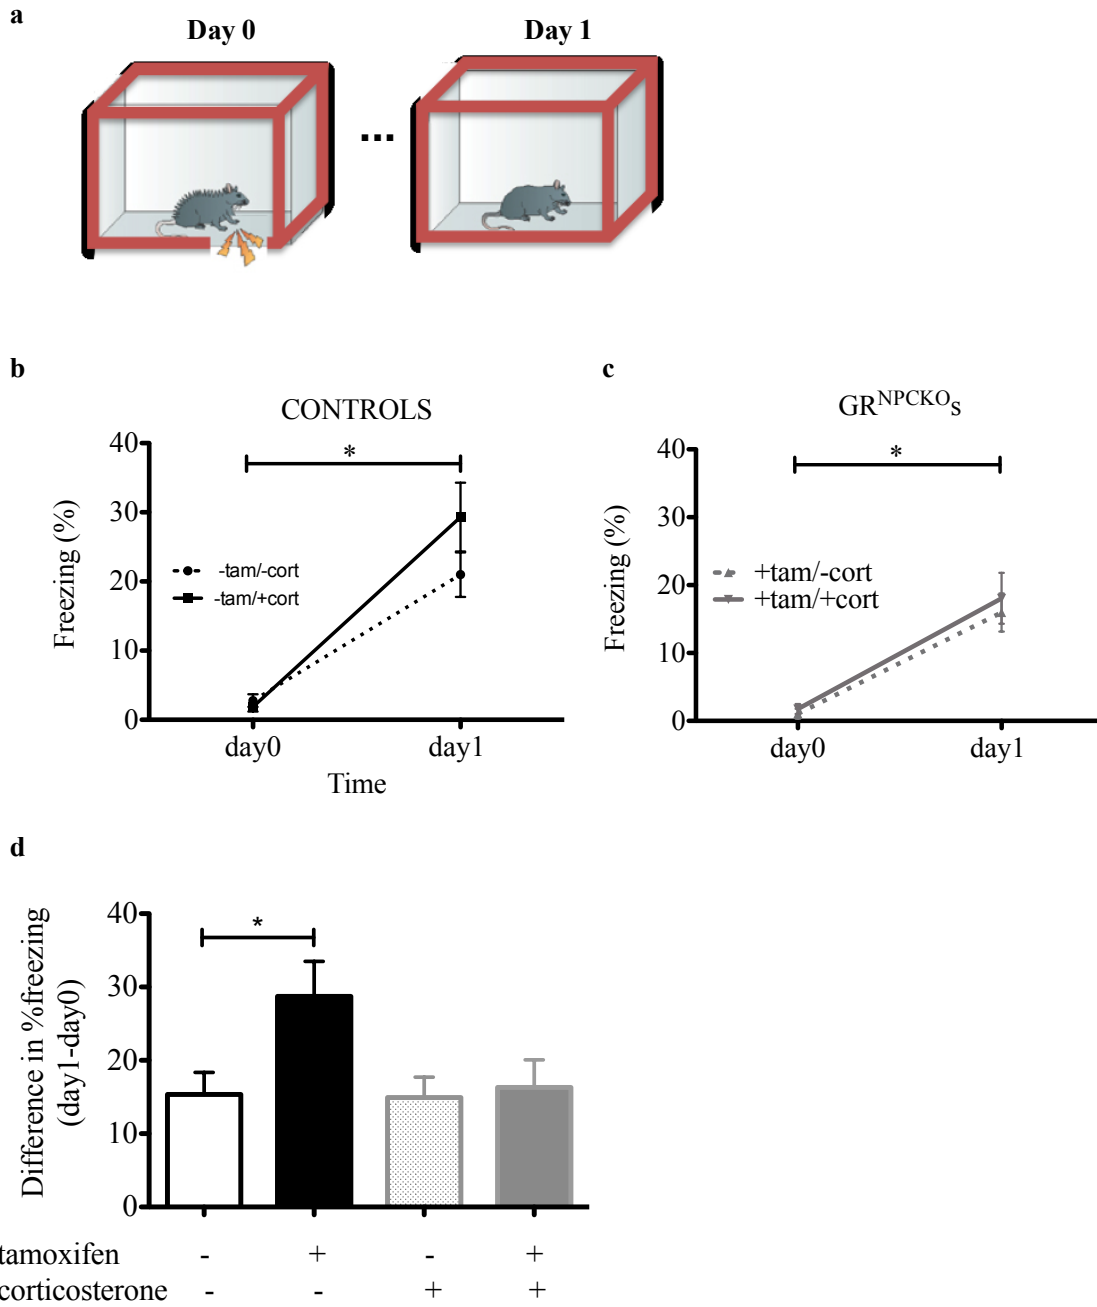 a
Day 0 Day 1
...
b
c
CONTROLS
GR^NPCKO s
40
30
20
10
0
Freezing (%)
*
-tam/-cort
-tam/+cort
day0 day1
Time
40
30
20
10
0
Freezing (%)
*
+tam/-cort
+tam/+cort
day0 day1
d
40
30
20
10
0
Difference in %freezing
(day1-day0)
*
tamoxifen - + - +
corticosterone - - + +